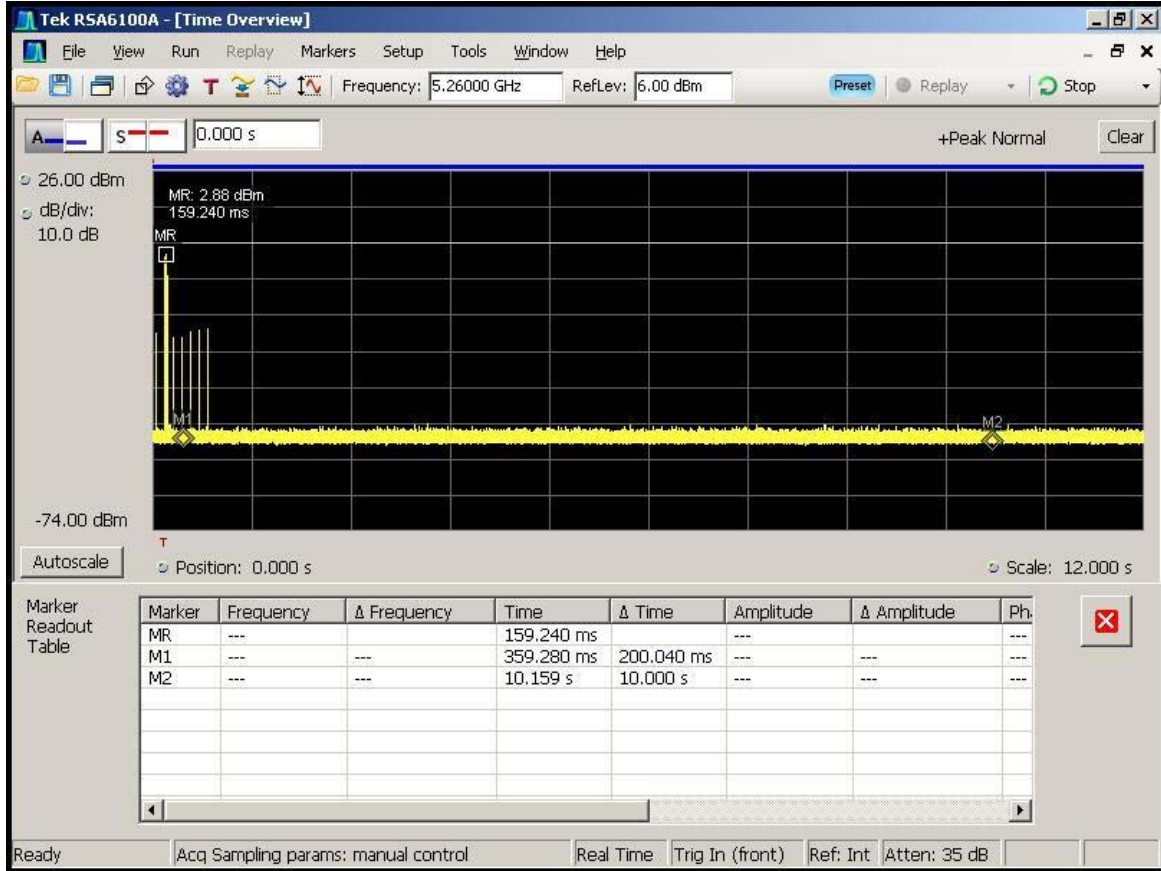 Tek RSA6100A - [Time Overview]
File View Run Replay Markers Setup Tools Window Help
T Frequency: 5.26000 GHz RefLev: 6.00 dBm Preset Replay Stop
A S 0.000 s +Peak Normal Clear
26.00 dBm
dB/div:
10.0 dB
MR: 2.88 dBm
159.240 ms
MR
M1 M2
-74.00 dBm
T
Autoscale Position: 0.000 s Scale: 12.000 s
Marker Readout Table
Marker Frequency Δ Frequency Time Δ Time Amplitude Δ Amplitude Ph
MR --- 159.240 ms --- ---
M1 --- --- 359.280 ms 200.040 ms --- --- ---
M2 --- --- 10.159 s 10.000 s --- --- ---
Ready Acq Sampling params: manual control Real Time Trig In (front) Ref: Int Atten: 35 dB